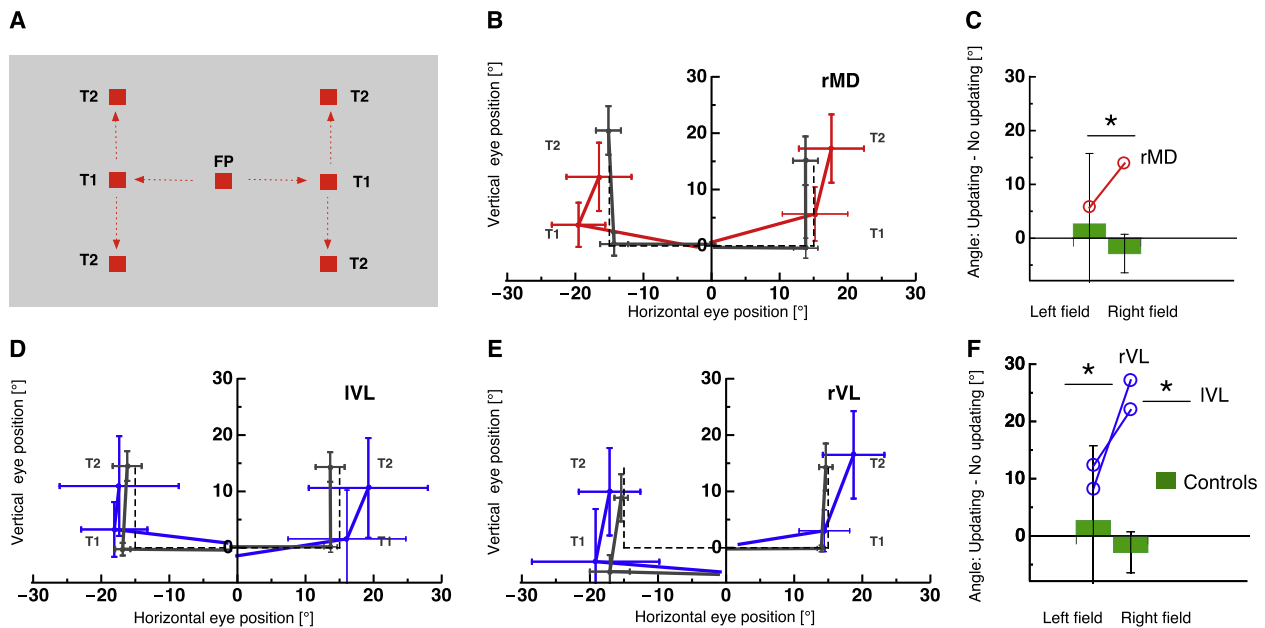 A
T2
T2
FP
T1
T1
T2
T2
B
Vertical eye position [°]
30
20
10
0
rMD
T2
T2
T1
T1
−30
−20
−10
0
10
20
30
Horizontal eye position [°]
C
Angle: Updating - No updating [°]
30
20
10
0
*
rMD
Left field
Right field
D
Vertical eye position [°]
30
20
10
0
lVL
T2
T2
T1
T1
−30
−20
−10
0
10
20
30
Horizontal eye position [°]
E
Vertical eye position [°]
30
20
10
0
rVL
T2
T2
T1
T1
−30
−20
−10
0
10
20
30
Horizontal eye position [°]
F
Angle: Updating - No updating [°]
30
20
10
0
rVL
*
*
lVL
Controls
Left field
Right field